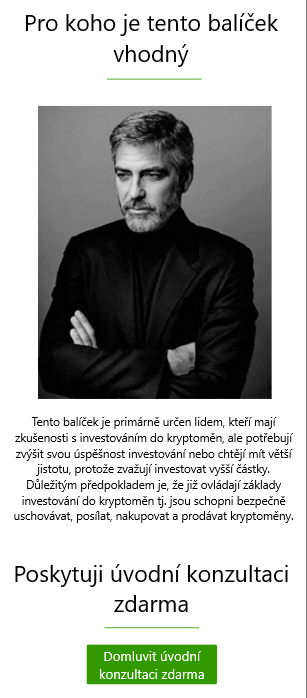 Pro koho je tento balíček
vhodný
Tento balíček je primárně určen lidem, kteří mají
zkušenosti s investováním do kryptoměn, ale potřebují
zvýšit svou úspěšnost investování nebo chtějí mít větší
jistotu, protože zvažují investovat vyšší částky.
Důležitým předpokladem je, že již ovládají základy
investování do kryptoměn tj. jsou schopni bezpečně
uschovávat, posílat, nakupovat a prodávat kryptoměny.
Poskytuji úvodní konzultaci
zdarma
Domluvit úvodní
konzultaci zdarma